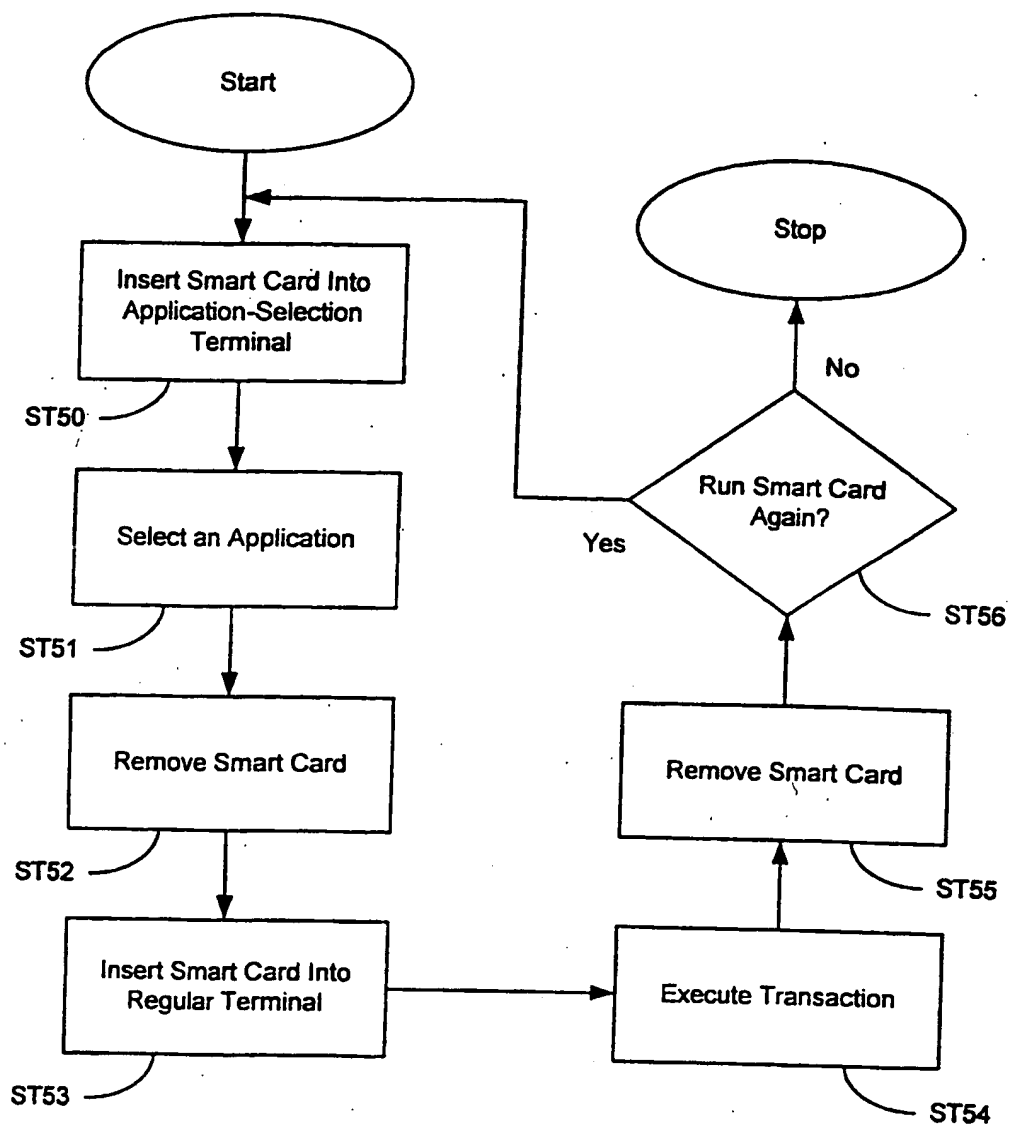 Start
Insert Smart Card Into
Application-Selection
Terminal
ST50
Select an Application
ST51
Remove Smart Card
ST52
Insert Smart Card Into
Regular Terminal
ST53
Execute Transaction
ST54
Remove Smart Card
ST55
Run Smart Card
Again?
ST56
Yes
No
Stop